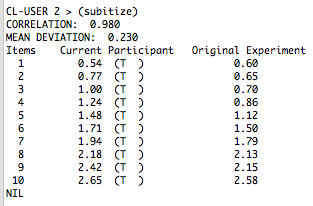 CL-USER 2 > (subitize)
CORRELATION:  0.980
MEAN DEVIATION:  0.230
Items    Current Participant   Original Experiment
  1        0.54  (T  )           0.60
  2        0.77  (T  )           0.65
  3        1.00  (T  )           0.70
  4        1.24  (T  )           0.86
  5        1.48  (T  )           1.12
  6        1.71  (T  )           1.50
  7        1.94  (T  )           1.79
  8        2.18  (T  )           2.13
  9        2.42  (T  )           2.15
 10        2.65  (T  )           2.58
NIL